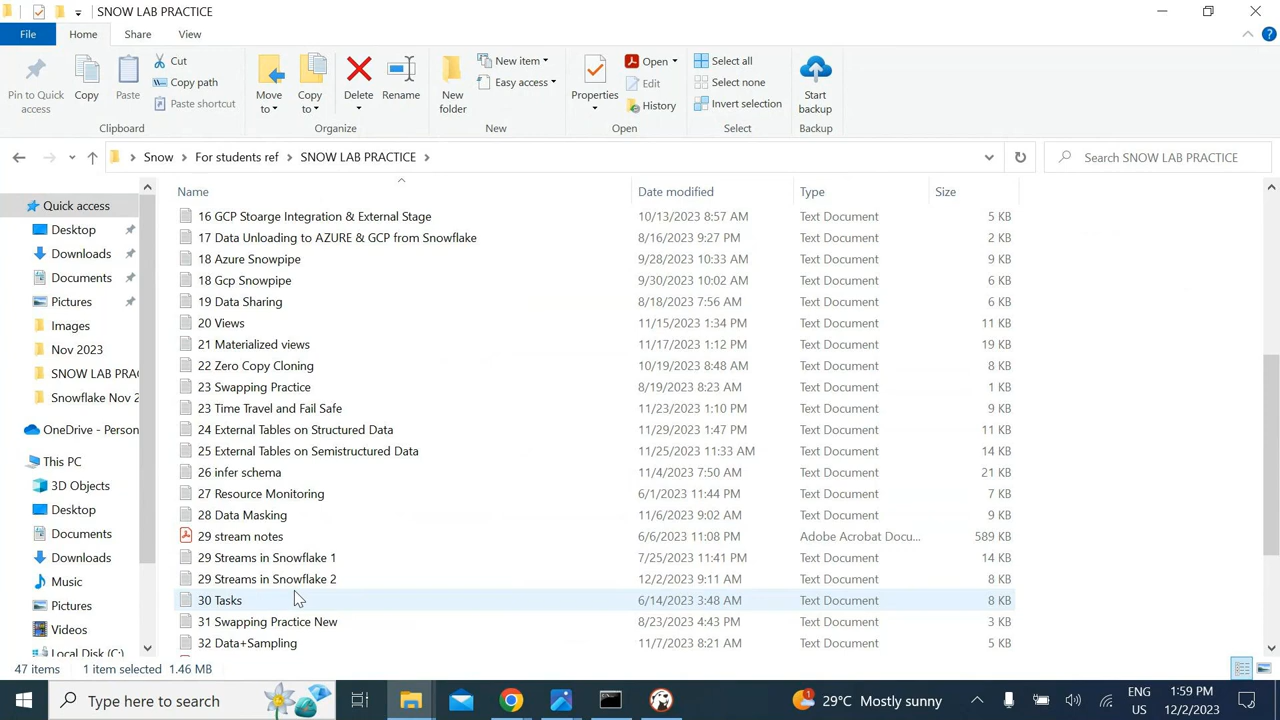 SNOW LAB PRACTICE
File Home Share View
Pin to Quick access
Copy
Paste
Cut
Copy path
Paste shortcut
Clipboard
Move to
Copy to
Delete
Rename
Organize
New folder
New item
Easy access
New
Properties
Open
Edit
History
Open
Select all
Select none
Invert selection
Select
Start backup
Backup
Snow > For students ref > SNOW LAB PRACTICE >
Search SNOW LAB PRACTICE
Quick access
Desktop
Downloads
Documents
Pictures
Images
Nov 2023
SNOW LAB PRA
Snowflake Nov 2
OneDrive - Person
This PC
3D Objects
Desktop
Documents
Downloads
Music
Pictures
Videos
Local Disk (C:)
Name Date modified Type Size
16 GCP Stoarge Integration & External Stage 10/13/2023 8:57 AM Text Document 5 KB
17 Data Unloading to AZURE & GCP from Snowflake 8/16/2023 9:27 PM Text Document 2 KB
18 Azure Snowpipe 9/28/2023 10:33 AM Text Document 9 KB
18 Gcp Snowpipe 9/30/2023 10:02 AM Text Document 6 KB
19 Data Sharing 8/18/2023 7:56 AM Text Document 6 KB
20 Views 11/15/2023 1:34 PM Text Document 11 KB
21 Materialized views 11/17/2023 1:12 PM Text Document 19 KB
22 Zero Copy Cloning 10/19/2023 8:48 AM Text Document 8 KB
23 Swapping Practice 8/19/2023 8:23 AM Text Document 1 KB
23 Time Travel and Fail Safe 11/23/2023 1:10 PM Text Document 9 KB
24 External Tables on Structured Data 11/29/2023 1:47 PM Text Document 11 KB
25 External Tables on Semistructured Data 11/25/2023 11:33 AM Text Document 14 KB
26 infer schema 11/4/2023 7:50 AM Text Document 21 KB
27 Resource Monitoring 6/1/2023 11:44 PM Text Document 7 KB
28 Data Masking 11/6/2023 9:02 AM Text Document 9 KB
29 stream notes 6/6/2023 11:08 PM Adobe Acrobat Docu... 589 KB
29 Streams in Snowflake 1 7/25/2023 11:41 PM Text Document 14 KB
29 Streams in Snowflake 2 12/2/2023 9:11 AM Text Document 8 KB
30 Tasks 6/14/2023 3:48 AM Text Document 8 KB
31 Swapping Practice New 8/23/2023 4:43 PM Text Document 3 KB
32 Data+Sampling 11/7/2023 8:21 AM Text Document 5 KB
47 items 1 item selected 1.46 MB
Type here to search
29°C Mostly sunny
ENG
US
1:59 PM
12/2/2023